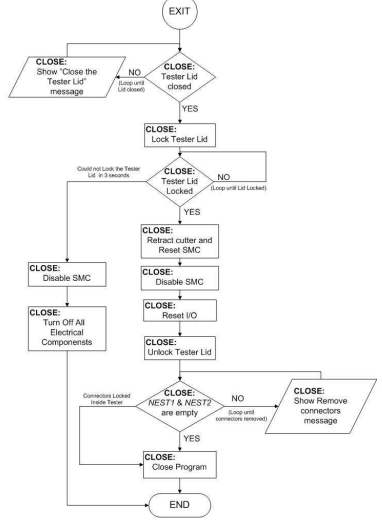 EXIT
CLOSE:
Show "Close the
Tester Lid"
message
NO
(Loop until
Lid closed)
CLOSE:
Tester Lid
closed
YES
CLOSE:
Lock Tester Lid
Could not Lock the Tester
Lid in 3 seconds
CLOSE:
Tester Lid
Locked
NO
(Loop until Lid Locked)
YES
CLOSE:
Retract cutter and
Reset SMC
CLOSE:
Disable SMC
CLOSE:
Disable SMC
CLOSE:
Reset I/O
CLOSE:
Turn Off All
Electrical
Componensts
CLOSE:
Unlock Tester Lid
Connectors Locked
Inside Tester
CLOSE:
NEST1 & NEST2
are empty
NO
(Loop until
connectors removed)
CLOSE:
Show Remove
connectors
message
YES
CLOSE:
Close Program
END